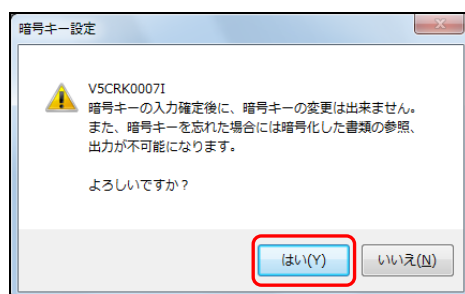 暗号キー設定
V5CRK0007I
暗号キーの入力確定後に、暗号キーの変更は出来ません。
また、暗号キーを忘れた場合には暗号化した書類の参照、
出力が不可能になります。
よろしいですか？
はい(Y)
いいえ(N)